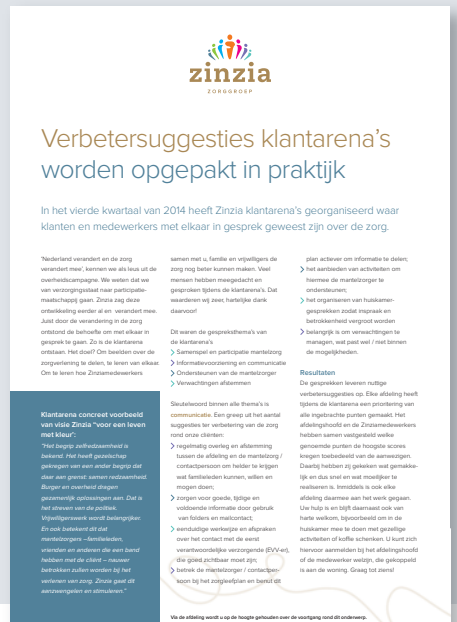 zinzia
ZORGGROEP
Verbetersuggesties klantarena's
worden opgepakt in praktijk
In het vierde kwartaal van 2014 heeft Zinzia klantarena's georganiseerd waar
klanten en medewerkers met elkaar in gesprek geweest zijn over de zorg.
'Nederland verandert en de zorg
verandert mee', kennen we als leus uit de
overheidscampagne. We weten dat we
van verzorgingsstaat naar participatie-
maatschappij gaan. Zinzia zag deze
ontwikkeling eerder al en verandert mee.
Juist door de verandering in de zorg
ontstond de behoefte om met elkaar in
gesprek te gaan. Zo is de klantarena
ontstaan. Het doel? Om beelden over de
zorgverlening te delen, te leren van elkaar.
Om te leren hoe Zinziamedewerkers
Klantarena concreet voorbeeld
van visie Zinzia "voor een leven
met kleur":
"Het begrip zelfredzaamheid is
bekend. Het heeft gezelschap
gekregen van een ander begrip dat
daar aan grenst: samen redzaamheid.
Burger en overheid dragen
gezamenlijk oplossingen aan. Dat is
het streven van de politiek.
Vrijwilligerswerk wordt belangrijker.
En ook betekent dit dat
mantelzorgers –familieleden,
vrienden en anderen die een band
hebben met de cliënt – nauwer
betrokken zullen worden bij het
verlenen van zorg. Zinzia gaat dit
aanzwengelen en stimuleren."
samen met u, familie en vrijwilligers de
zorg nog beter kunnen maken. Veel
mensen hebben meegedacht en
gesproken tijdens de klantarena's. Dat
waarderen wij zeer, hartelijke dank
daarvoor!
Dit waren de gespreksthema's van
de klantarena's
Samenspel en participatie mantelzorg
Informatievoorziening en communicatie
Ondersteunen van de mantelzorger
Verwachtingen afstemmen
Sleutelwoord binnen alle thema's is
communicatie. Een greep uit het aantal
suggesties ter verbetering van de zorg
rond onze cliënten:
regelmatig overleg en afstemming
tussen de afdeling en de mantelzorg /
contactpersoon om helder te krijgen
wat familieleden kunnen, willen en
mogen doen;
zorgen voor goede, tijdige en
voldoende informatie door gebruik
van folders en mailcontact;
eenduidige werkwijze en afspraken
over het contact met de eerst
verantwoordelijke verzorgende (EVV-er),
die goed zichtbaar moet zijn;
betrek de mantelzorger / contactper-
soon bij het zorgleefplan en benut dit
plan actiever om informatie te delen;
het aanbieden van activiteiten om
hiermee de mantelzorger te
ondersteunen;
het organiseren van huiskamer-
gesprekken zodat inspraak en
betrokkenheid vergroot worden
belangrijk is om verwachtingen te
managen, wat past wel / niet binnen
de mogelijkheden.
Resultaten
De gesprekken leveren nuttige
verbetersuggesties op. Elke afdeling heeft
tijdens de klantarena een prioritering van
alle ingebrachte punten gemaakt. Het
afdelingshoofd en de Zinziamedewerkers
hebben samen vastgesteld welke
genoemde punten de hoogste scores
kregen toebedeeld van de aanwezigen.
Daarbij hebben zij gekeken wat gemakke-
lijk en dus snel en wat moeilijker te
realiseren is. Inmiddels is ook elke
afdeling daarmee aan het werk gegaan.
Uw hulp is en blijft daarnaast ook van
harte welkom, bijvoorbeeld om in de
huiskamer mee te doen met gezellige
activiteiten of koffie schenken. U kunt zich
hiervoor aanmelden bij het afdelingshoofd
of de medewerker welzijn, die gekoppeld
is aan de woning. Graag tot ziens!
Via de afdeling wordt u op de hoogte gehouden over de voortgang rond dit onderwerp.